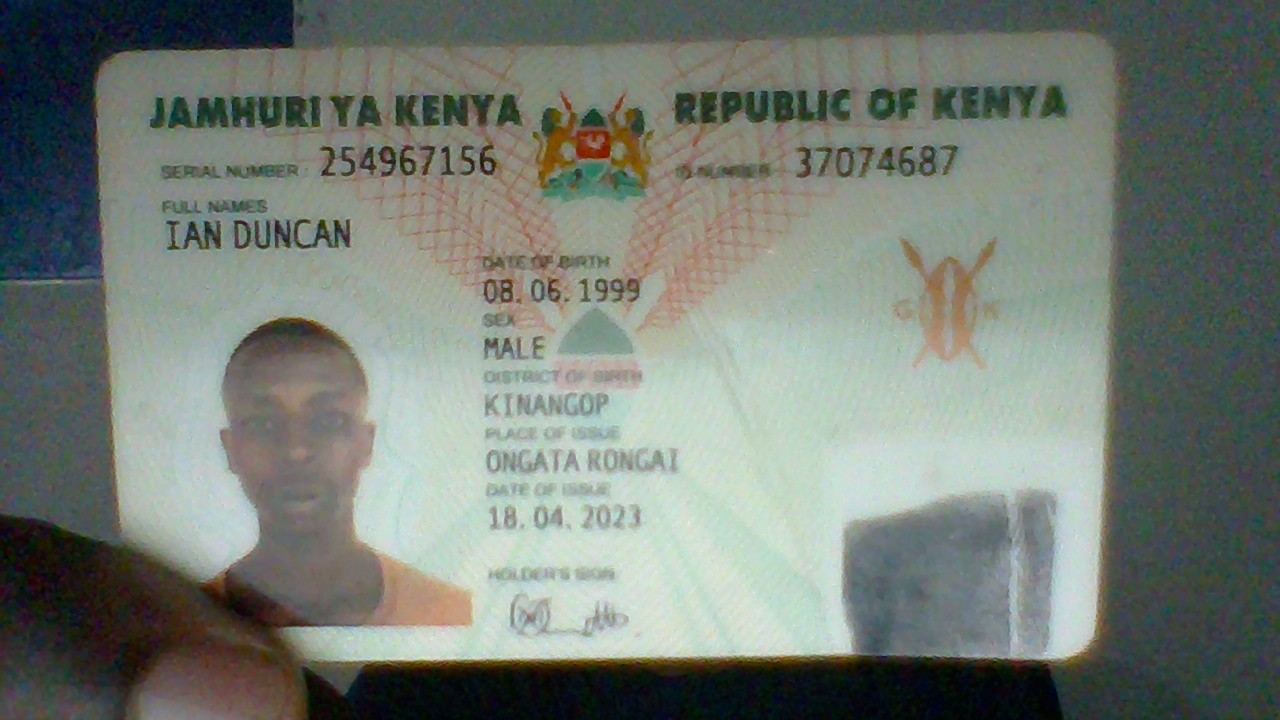 JAMHURI YA KENYA REPUBLIC OF KENYA
SERIAL NUMBER: 254967156 ID NUMBER: 37074687
FULL NAMES
IAN DUNCAN
DATE OF BIRTH
08. 06. 1999
SEX
MALE
DISTRICT OF BIRTH
KINANGOP
PLACE OF ISSUE
ONGATA RONGAI
DATE OF ISSUE
18. 04. 2023
HOLDER'S SIGN.
G K